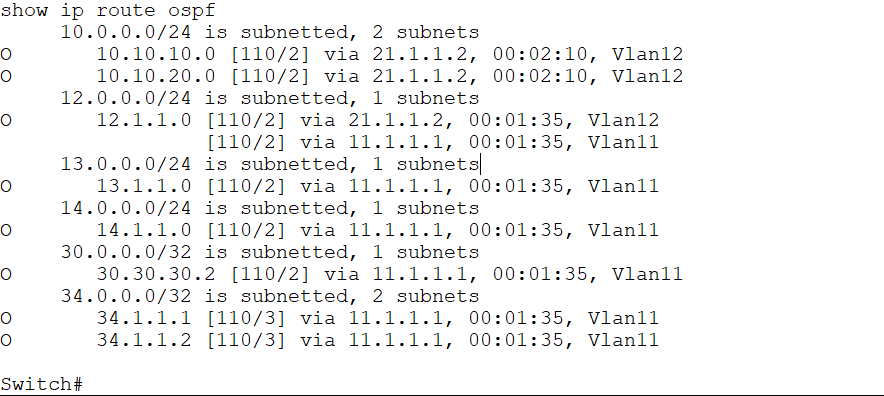 show ip route ospf
     10.0.0.0/24 is subnetted, 2 subnets
O       10.10.10.0 [110/2] via 21.1.1.2, 00:02:10, Vlan12
O       10.10.20.0 [110/2] via 21.1.1.2, 00:02:10, Vlan12
     12.0.0.0/24 is subnetted, 1 subnets
O       12.1.1.0 [110/2] via 21.1.1.2, 00:01:35, Vlan12
                 [110/2] via 11.1.1.1, 00:01:35, Vlan11
     13.0.0.0/24 is subnetted, 1 subnets
O       13.1.1.0 [110/2] via 11.1.1.1, 00:01:35, Vlan11
     14.0.0.0/24 is subnetted, 1 subnets
O       14.1.1.0 [110/2] via 11.1.1.1, 00:01:35, Vlan11
     30.0.0.0/32 is subnetted, 1 subnets
O       30.30.30.2 [110/2] via 11.1.1.1, 00:01:35, Vlan11
     34.0.0.0/32 is subnetted, 2 subnets
O       34.1.1.1 [110/3] via 11.1.1.1, 00:01:35, Vlan11
O       34.1.1.2 [110/3] via 11.1.1.1, 00:01:35, Vlan11
Switch#